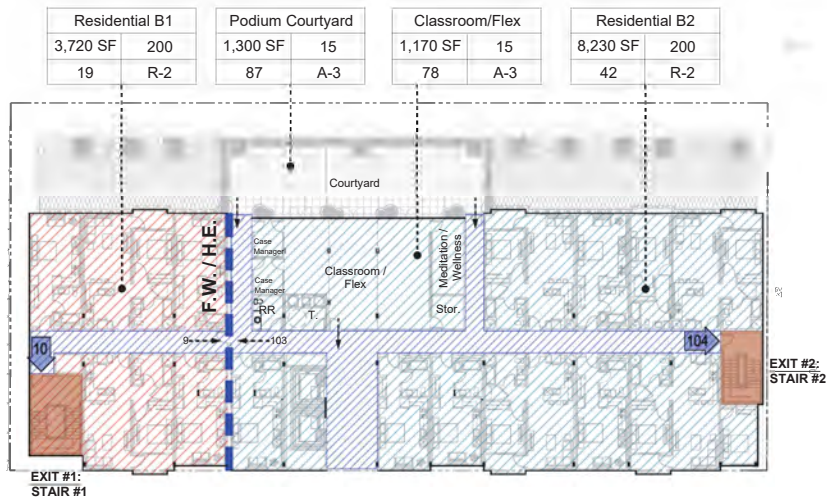 Residential B1
3,720 SF 200
19 R-2
Podium Courtyard
1,300 SF 15
87 A-3
Classroom/Flex
1,170 SF 15
78 A-3
Residential B2
8,230 SF 200
42 R-2
Courtyard
F.W. / H.E.
Case
Manager
Case
Manager
RR
Classroom /
Flex
T.
Meditation /
Wellness
Stor.
9
103
10
104
EXIT #2:
STAIR #2
EXIT #1:
STAIR #1